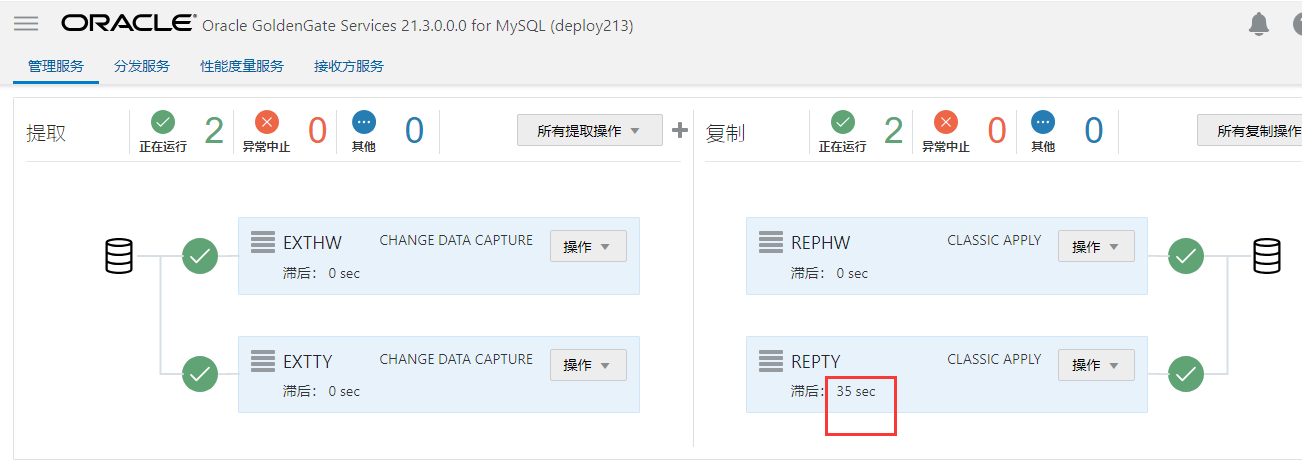 ORACLE® Oracle GoldenGate Services 21.3.0.0.0 for MySQL (deploy213)
管理服务 分发服务 性能度量服务 接收方服务
提取 正在运行 2 异常中止 0 其他 0 所有提取操作
复制 正在运行 2 异常中止 0 其他 0 所有复制操作
EXTHW CHANGE DATA CAPTURE 操作
滞后： 0 sec
REPHW CLASSIC APPLY 操作
滞后： 0 sec
EXTTY CHANGE DATA CAPTURE 操作
滞后： 0 sec
REPTY CLASSIC APPLY 操作
滞后： 35 sec